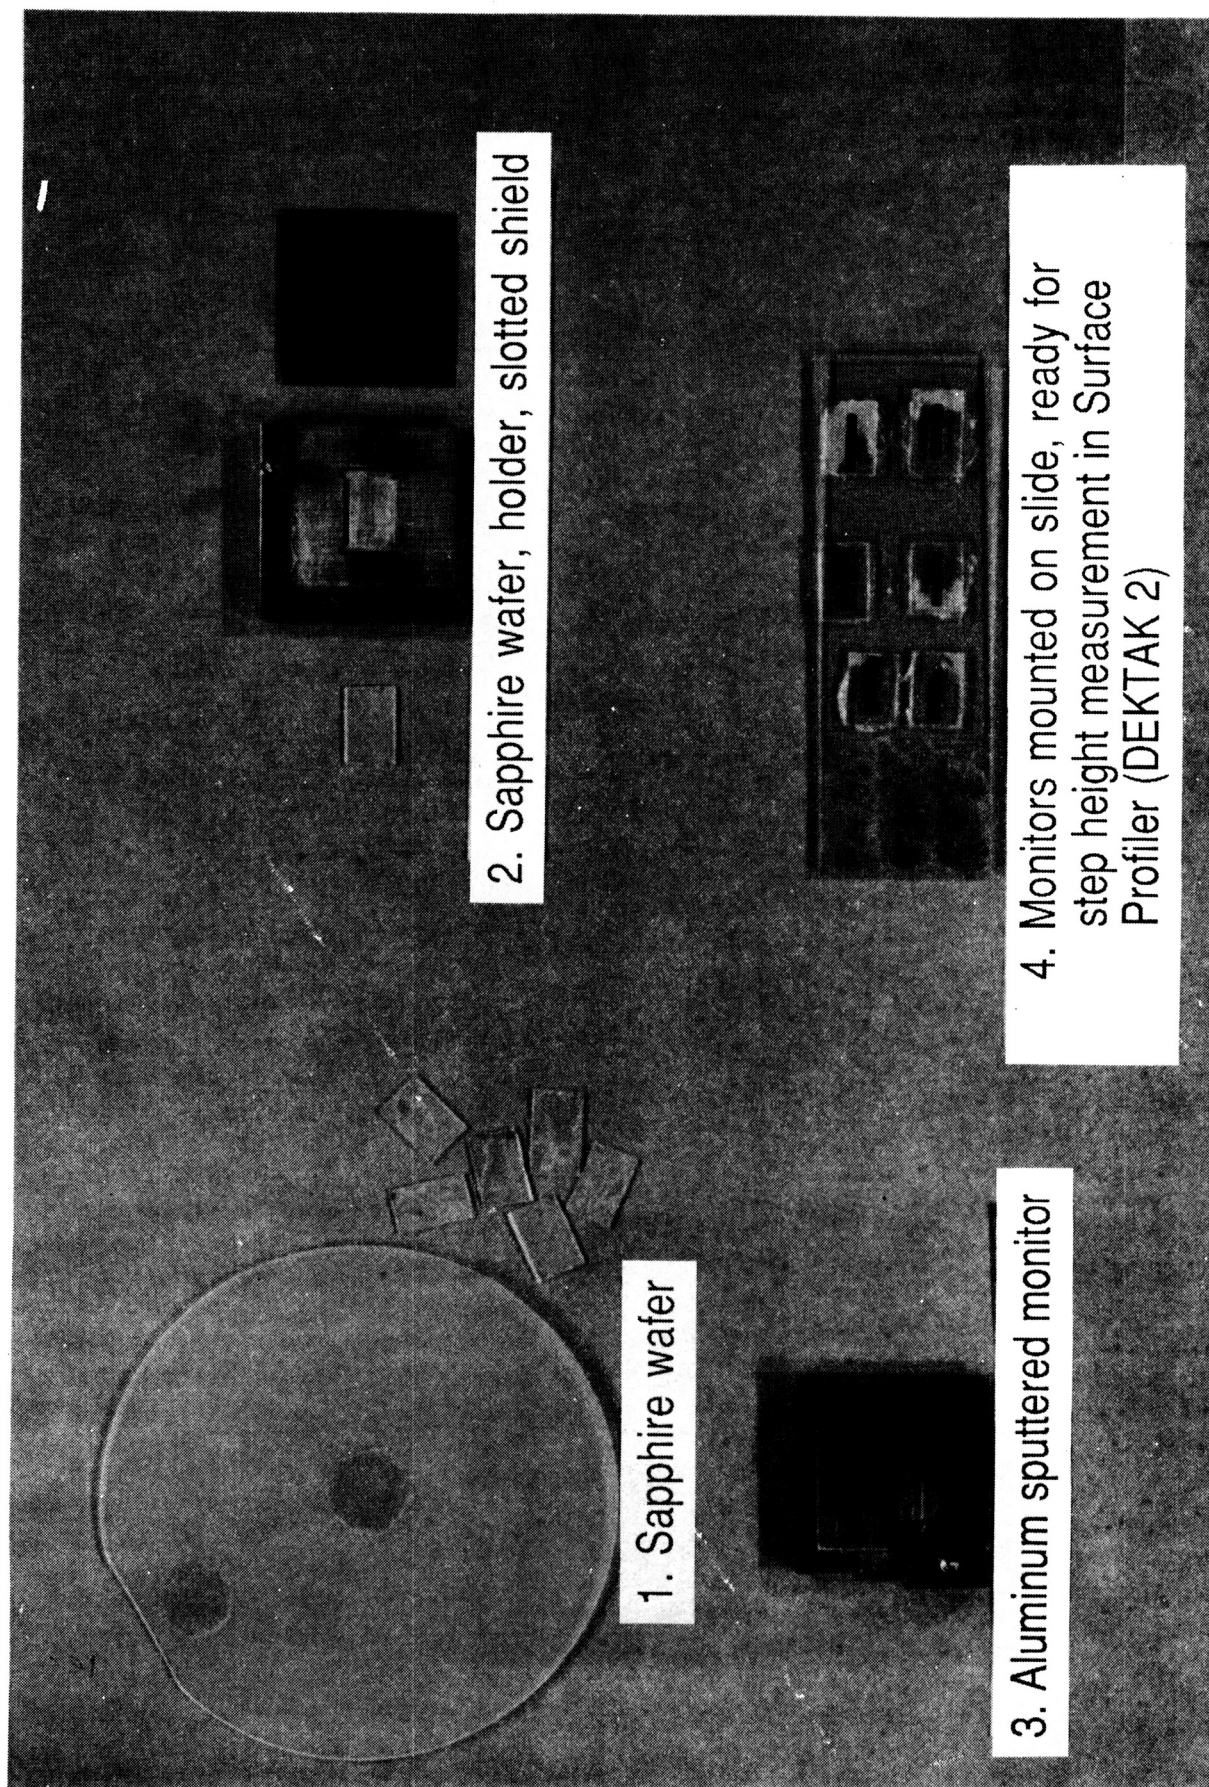 1. Sapphire wafer
2. Sapphire wafer, holder, slotted shield
3. Aluminum sputtered monitor
4. Monitors mounted on slide, ready for
step height measurement in Surface
Profiler (DEKTAK 2)